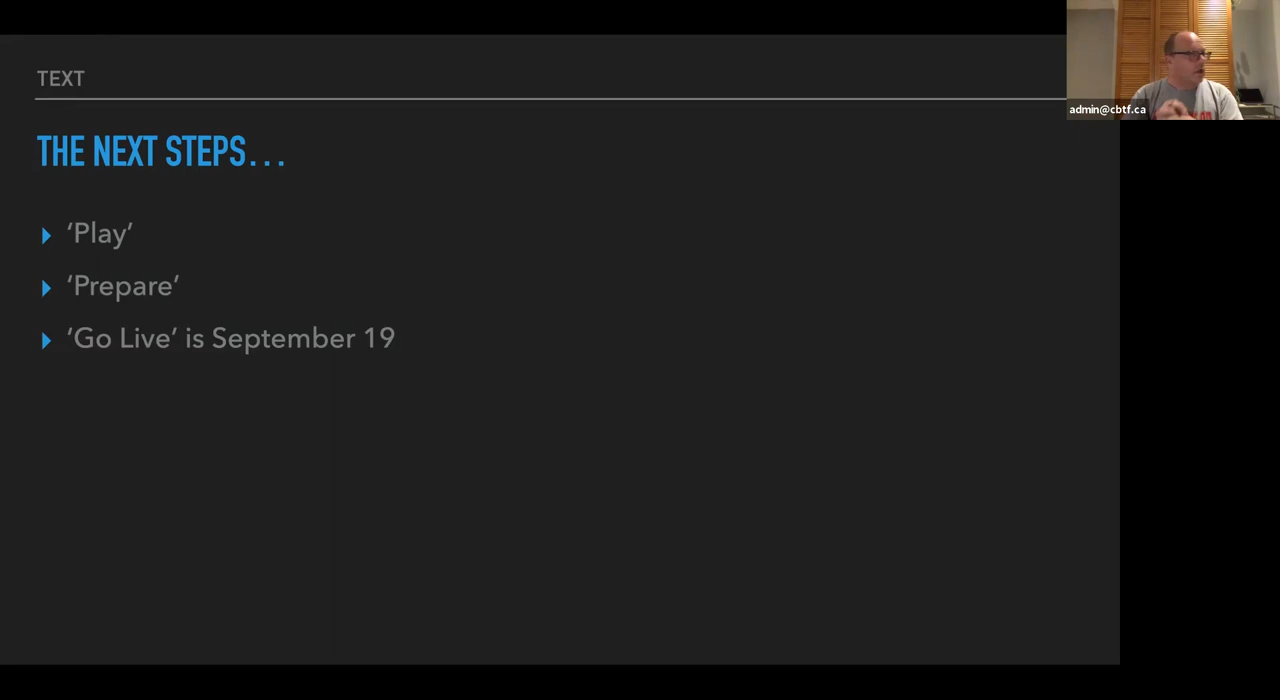 TEXT
THE NEXT STEPS...
‘Play’
‘Prepare’
‘Go Live’ is September 19
admin@cbtf.ca